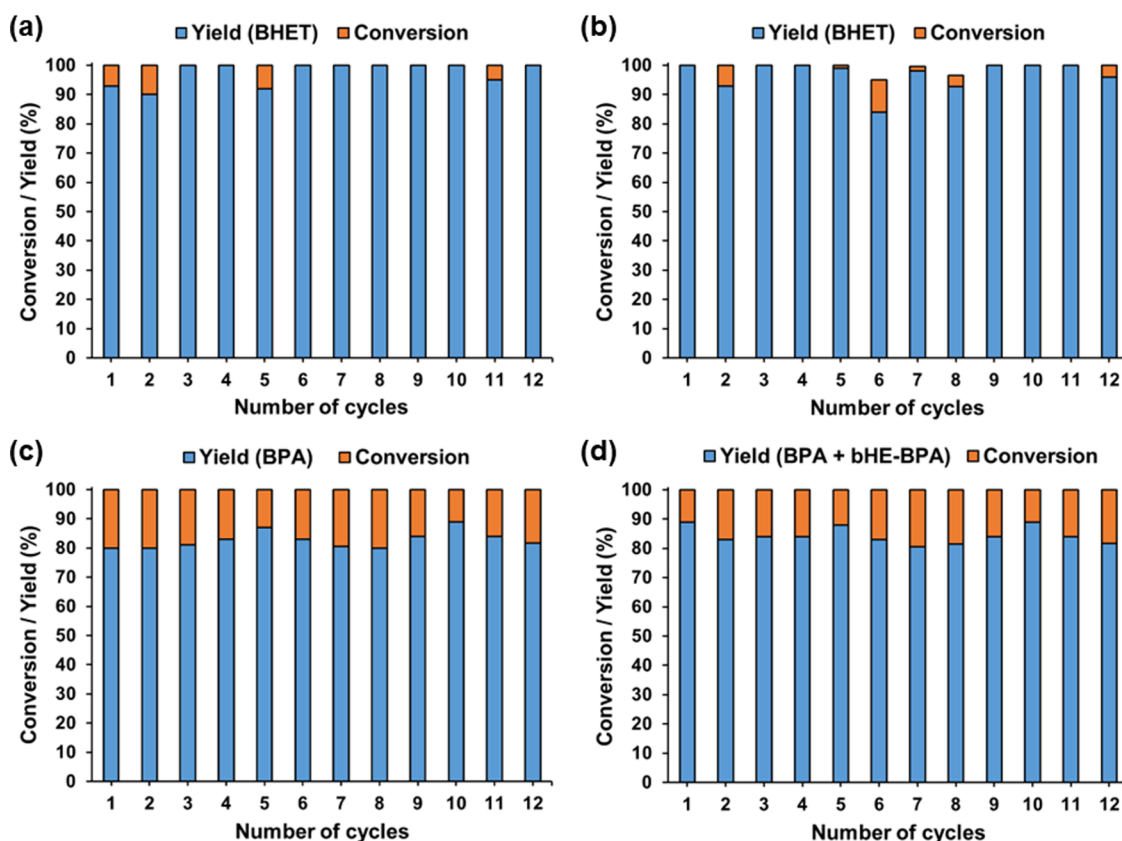 (a)
Yield (BHET) Conversion
Conversion / Yield (%)
100
90
80
70
60
50
40
30
20
10
0
1 2 3 4 5 6 7 8 9 10 11 12
Number of cycles
(b)
Yield (BHET) Conversion
Conversion / Yield (%)
100
90
80
70
60
50
40
30
20
10
0
1 2 3 4 5 6 7 8 9 10 11 12
Number of cycles
(c)
Yield (BPA) Conversion
Conversion / Yield (%)
100
90
80
70
60
50
40
30
20
10
0
1 2 3 4 5 6 7 8 9 10 11 12
Number of cycles
(d)
Yield (BPA + bHE-BPA) Conversion
Conversion / Yield (%)
100
90
80
70
60
50
40
30
20
10
0
1 2 3 4 5 6 7 8 9 10 11 12
Number of cycles